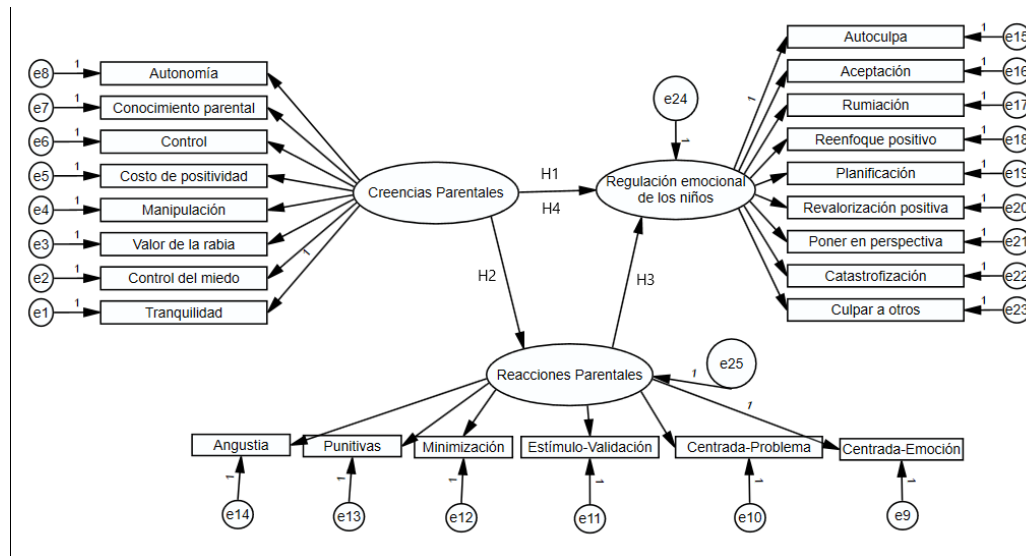 e8 1 Autonomía
e7 1 Conocimiento parental
e6 1 Control
e5 1 Costo de positividad
e4 1 Manipulación
e3 1 Valor de la rabia
e2 1 Control del miedo
e1 1 Tranquilidad
1
Creencias Parentales
H1
H4
H2
H3
e24
1
Regulación emocional
de los niños
1
Autoculpa 1 e15
Aceptación 1 e16
Rumiación 1 e17
Reenfoque positivo 1 e18
Planificación 1 e19
Revalorización positiva 1 e20
Poner en perspectiva 1 e21
Catastrofización 1 e22
Culpar a otros 1 e23
Reacciones Parentales
1
e25
1
Angustia
Punitivas
Minimización
Estímulo-Validación
Centrada-Problema
Centrada-Emoción
1 1 1 1 1 1
e14 e13 e12 e11 e10 e9